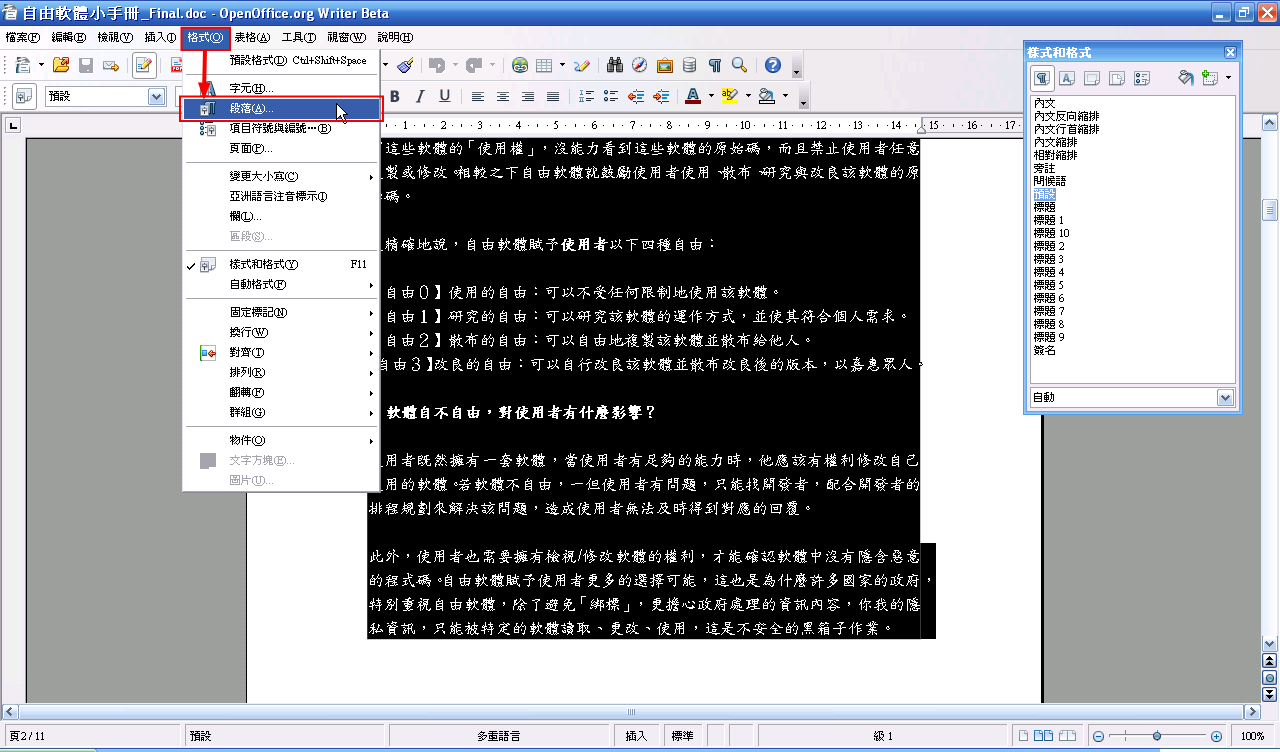 自由軟體小手冊_Final.doc - OpenOffice.org Writer Beta
檔案(F) 編輯(E) 檢視(V) 插入(I) 格式(O) 表格(A) 工具(T) 視窗(W) 說明(H)
預設格式(D) Ctrl+Shift+Space
字元(H)...
段落(A)...
項目符號與編號…(B)
頁面(P)...
變更大小寫(C)
亞洲語言注音標示(J)
欄(L)...
區段(S)...
樣式和格式(Y) F11
自動格式(F)
固定標記(N)
換行(W)
對齊(T)
排列(R)
翻轉(F)
群組(G)
物件(O)
文字方塊(E)...
圖片(U)...
預設
B I U
1 2 3 4 5 6 7 8 9 10 11 12 13 14 15 16 17
這些軟體的「使用權」，沒能力看到這些軟體的原始碼，而且禁止使用者任意
製或修改。相較之下自由軟體就鼓勵使用者使用、散布、研究與改良該軟體的原
碼。
精確地說，自由軟體賦予使用者以下四種自由：
自由０】使用的自由：可以不受任何限制地使用該軟體。
自由１】研究的自由：可以研究該軟體的運作方式，並使其符合個人需求。
自由２】散布的自由：可以自由地複製該軟體並散布給他人。
自由３】改良的自由：可以自行改良該軟體並散布改良後的版本，以嘉惠眾人。
軟體自不自由，對使用者有什麼影響？
用者既然擁有一套軟體，當使用者有足夠的能力時，他應該有權利修改自己
用的軟體。若軟體不自由，一但使用者有問題，只能找開發者，配合開發者的
排程規劃來解決該問題，造成使用者無法及時得到對應的回覆。
此外，使用者也需要擁有檢視/修改軟體的權利，才能確認軟體中沒有隱含惡意
的程式碼。自由軟體賦予使用者更多的選擇可能，這也是為什麼許多國家的政府，
特別重視自由軟體，除了避免「綁標」，更擔心政府處理的資訊內容，你我的隱
私資訊，只能被特定的軟體讀取、更改、使用，這是不安全的黑箱子作業。
樣式和格式
內文
內文反向縮排
內文行首縮排
內文縮排
相對縮排
旁註
問候語
預設
標題
標題 1
標題 10
標題 2
標題 3
標題 4
標題 5
標題 6
標題 7
標題 8
標題 9
簽名
自動
頁2 / 11 預設 多重語言 插入 標準 級 1 100%